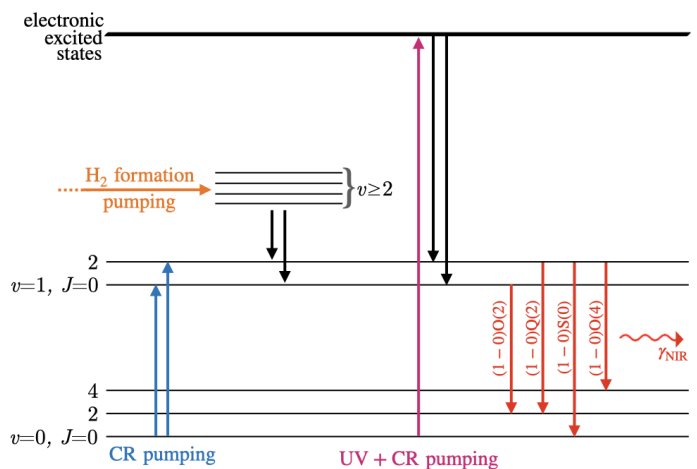 electronic
excited
states
H₂ formation
pumping
v≥2
2
v=1, J=0
(1−0)O(2)
(1−0)Q(2)
(1−0)S(0)
(1−0)O(4)
γNIR
4
2
v=0, J=0
CR pumping
UV + CR pumping